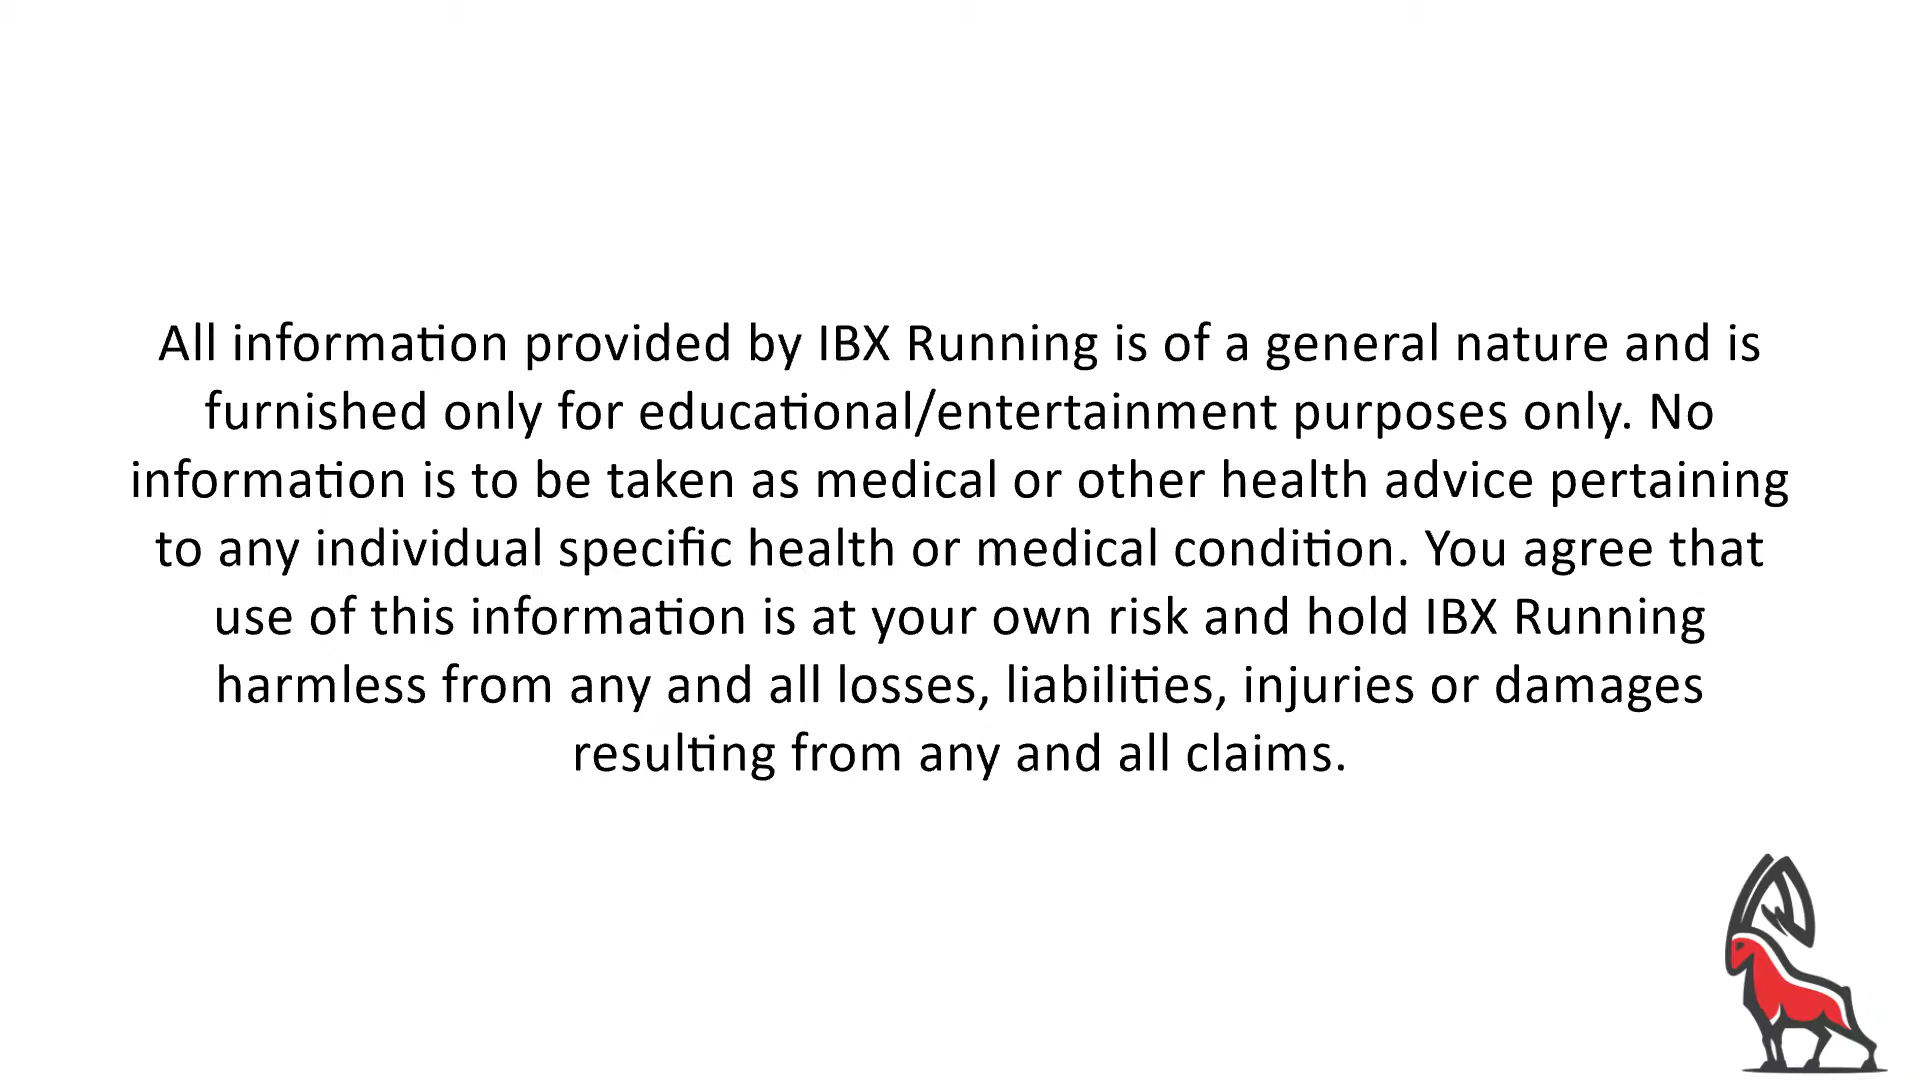 All information provided by IBX Running is of a general nature and is
furnished only for educational/entertainment purposes only. No
information is to be taken as medical or other health advice pertaining
to any individual specific health or medical condition. You agree that
use of this information is at your own risk and hold IBX Running
harmless from any and all losses, liabilities, injuries or damages
resulting from any and all claims.